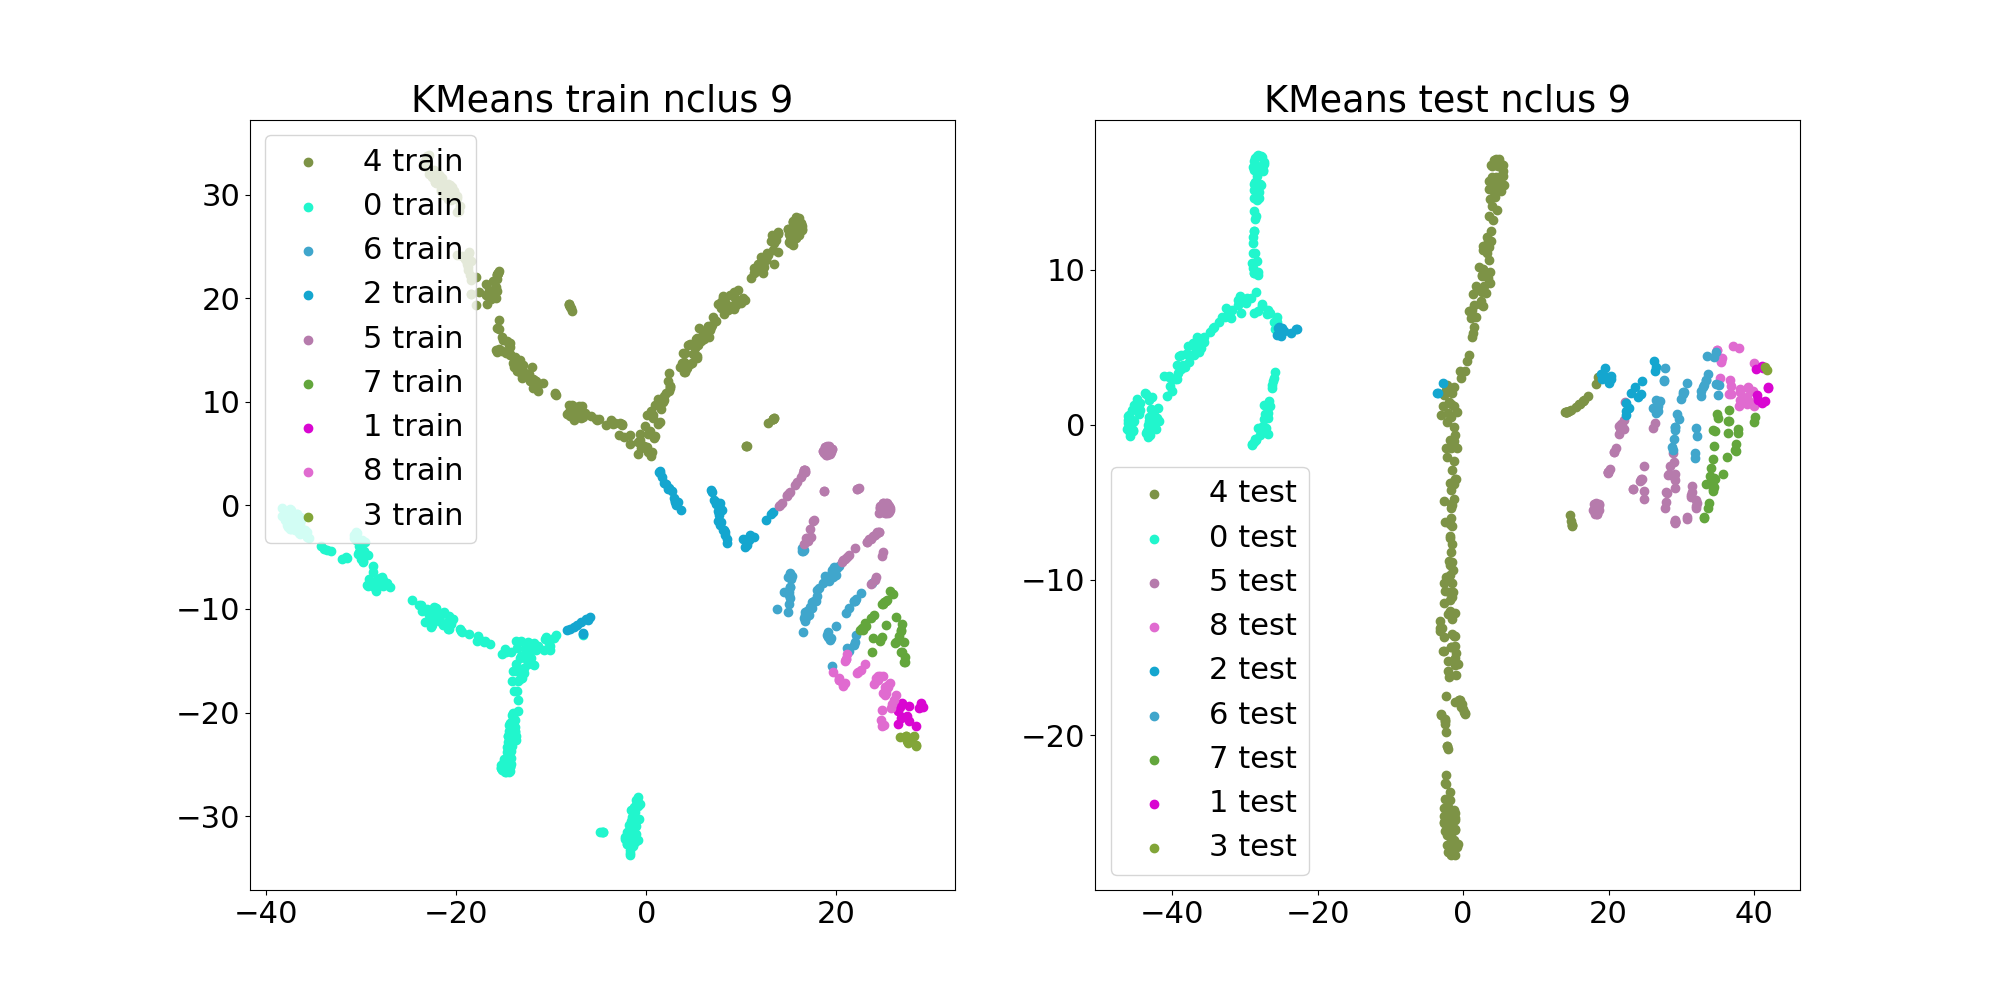 KMeans train nclus 9
30
20
10
0
−10
−20
−30
−40
−20
0
20
4 train
0 train
6 train
2 train
5 train
7 train
1 train
8 train
3 train
KMeans test nclus 9
10
0
−10
−20
−40
−20
0
20
40
4 test
0 test
5 test
8 test
2 test
6 test
7 test
1 test
3 test